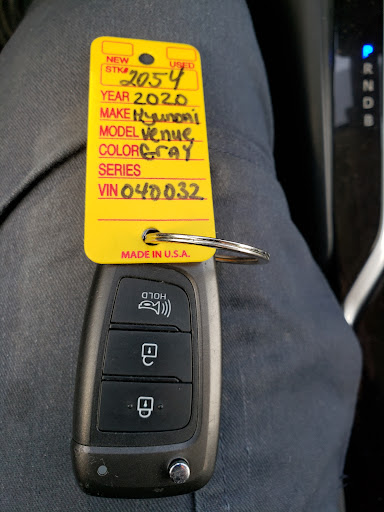 NEW USED
STK# 2054
YEAR 2020
MAKE Hyundai
MODEL Venue
COLOR GRAY
SERIES
VIN 040032
MADE IN U.S.A.
HOLD
P
R
N
D
B